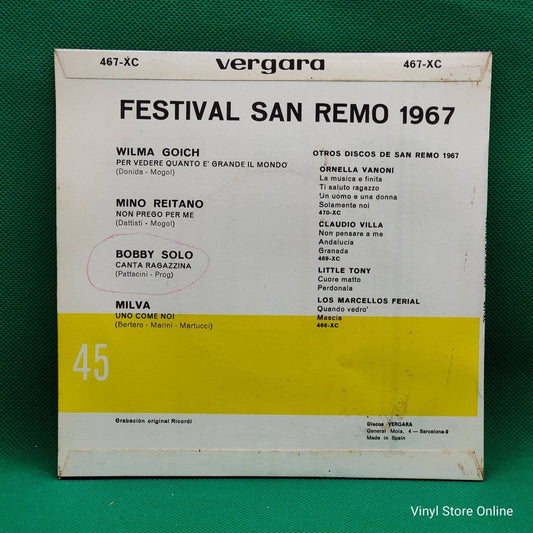 467-XC vergara 467-XC
FESTIVAL SAN REMO 1967
WILMA GOICH
PER VEDERE QUANTO E' GRANDE IL MONDO
(Donida - Mogol)
MINO REITANO
NON PREGO PER ME
(Dattisti - Mogol)
BOBBY SOLO
CANTA RAGAZZINA
(Pattacini - Prog)
MILVA
UNO COME NOI
(Bertero - Marini - Martucci)
OTROS DISCOS DE SAN REMO 1967
ORNELLA VANONI
La musica e finita
Ti saluto ragazzo
Un uomo e una donna
Solamente noi
470-XC
CLAUDIO VILLA
Non pensare a me
Andalucía
Granada
469-XC
LITTLE TONY
Cuore matto
Perdonala
LOS MARCELLOS FERIAL
Quando vedro'
Mascia
466-XC
45
Grabación original Ricordi
Discos VERGARA
General Mola, 4 — Barcelona-9
Made in Spain
Vinyl Store Online